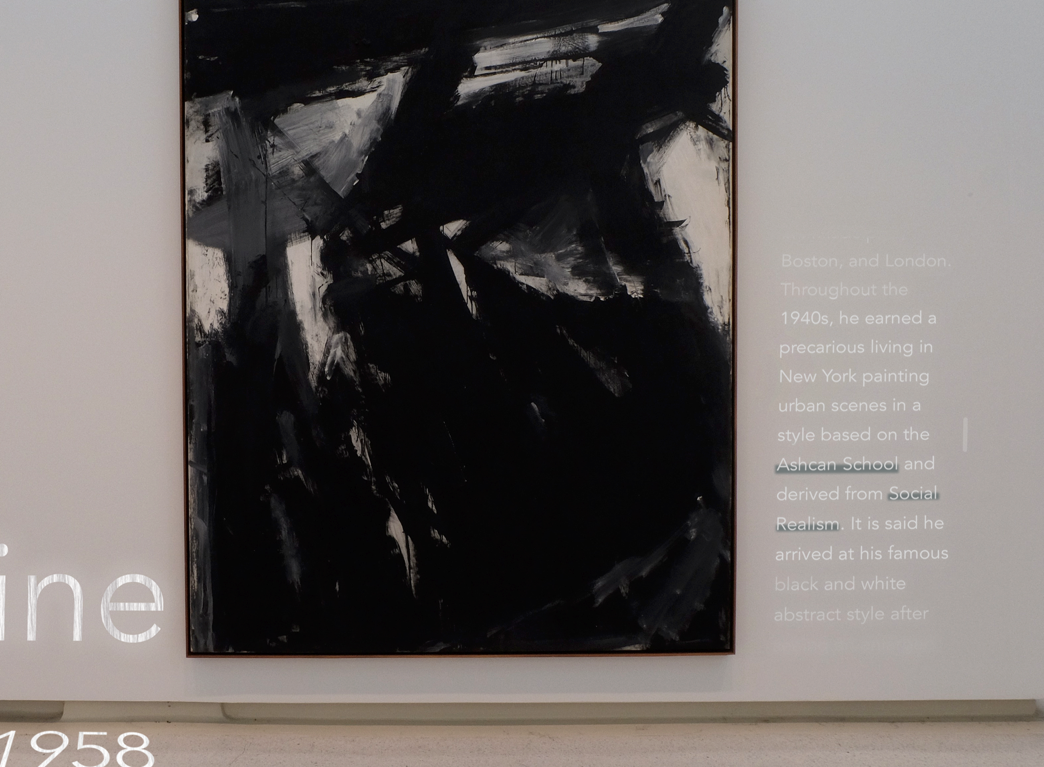 Boston, and London.
Throughout the
1940s, he earned a
precarious living in
New York painting
urban scenes in a
style based on the
Ashcan School and
derived from Social
Realism. It is said he
arrived at his famous
black and white
abstract style after
ine
1958